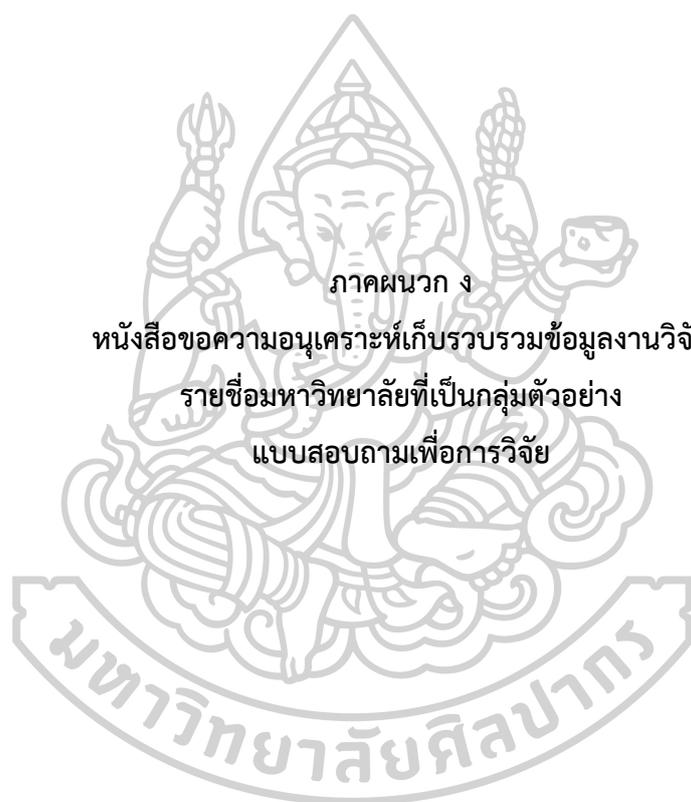 ภาคผนวก ง
หนังสือขอความอนุเคราะห์เก็บรวบรวมข้อมูลงานวิจั
รายชื่อมหาวิทยาลัยที่เป็นกลุ่มตัวอย่าง
แบบสอบถามเพื่อการวิจัย
มหาวิทยาลัยศิลปากร